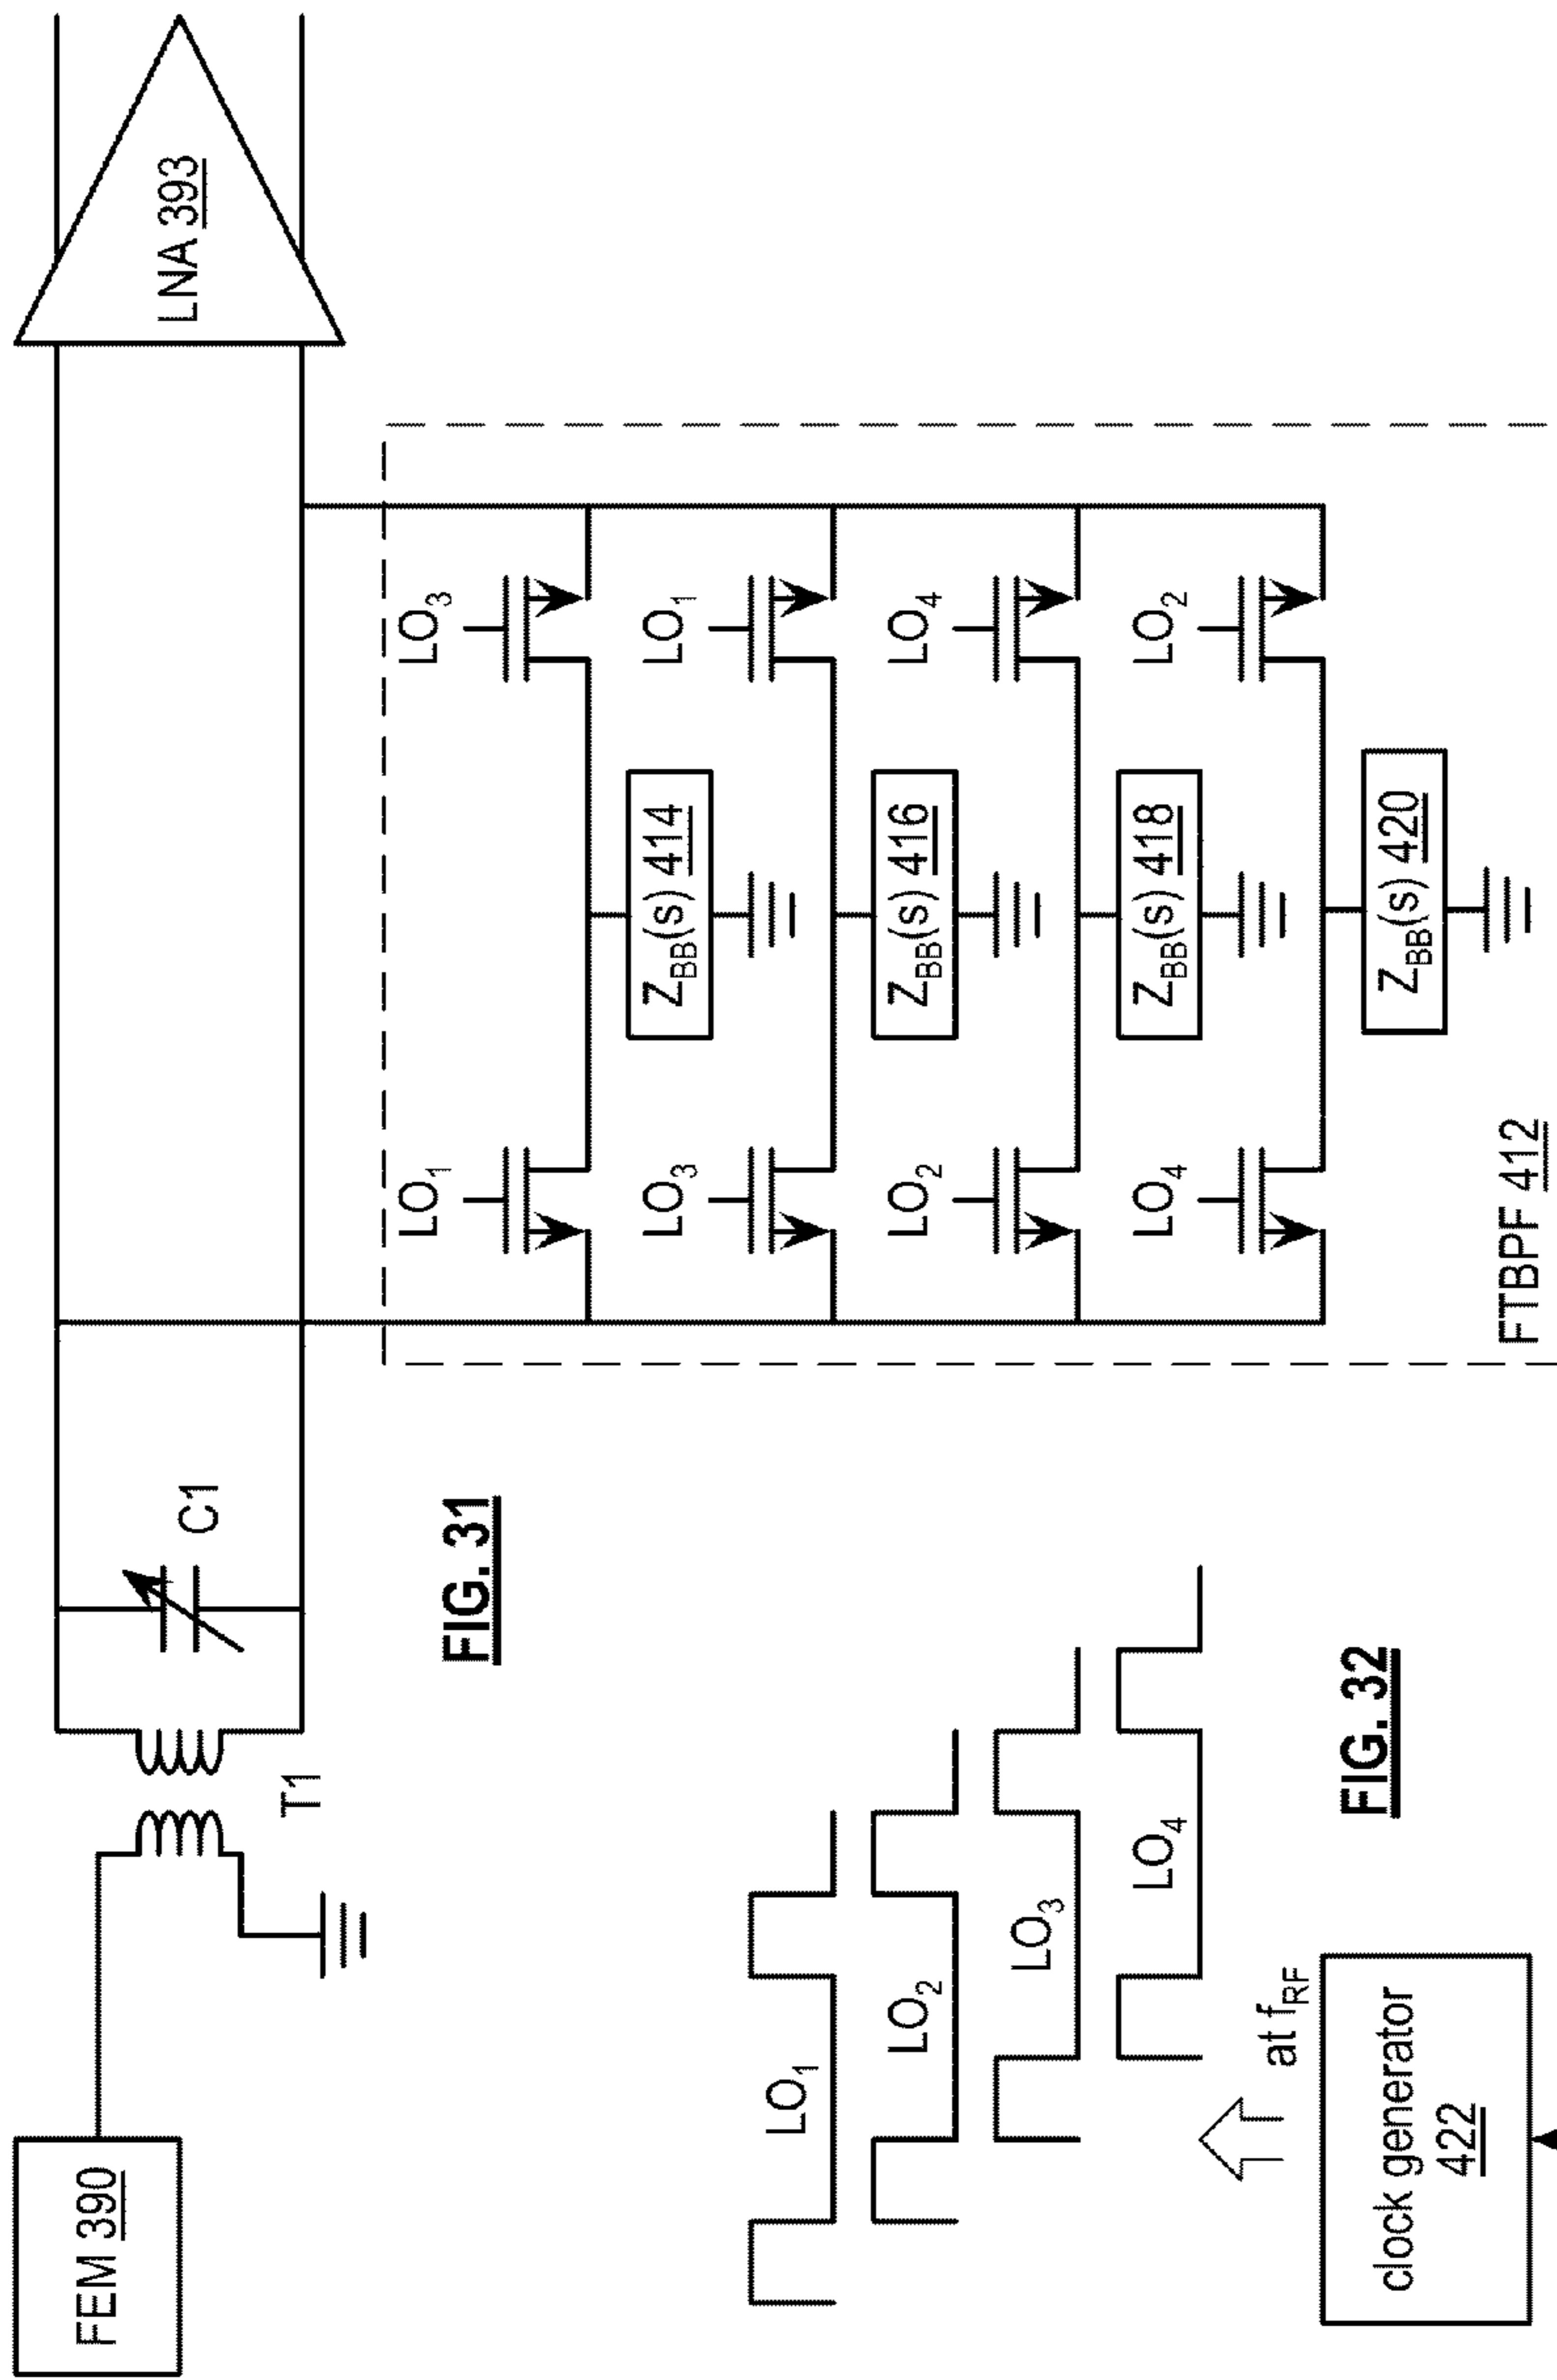 FEM 390
T1
C1
LNA 393
FIG. 31
LO1
LO3
ZBB(s) 414
LO3
LO1
ZBB(s) 416
LO2
LO4
ZBB(s) 418
LO4
LO2
ZBB(s) 420
FTBPF 412
LO1
LO2
LO3
LO4
at fRF
clock generator
422
FIG. 32